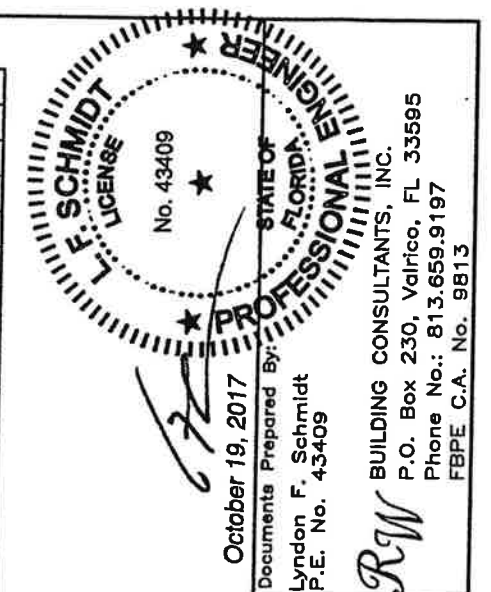 L. F. SCHMIDT
LICENSE
No. 43409
STATE OF
FLORIDA
PROFESSIONAL ENGINEER
October 19, 2017
Documents Prepared By:
Lyndon F. Schmidt
P.E. No. 43409
RW BUILDING CONSULTANTS, INC.
P.O. Box 230, Valrico, FL 33595
Phone No.: 813.659.9197
FBPE C.A. No. 9813